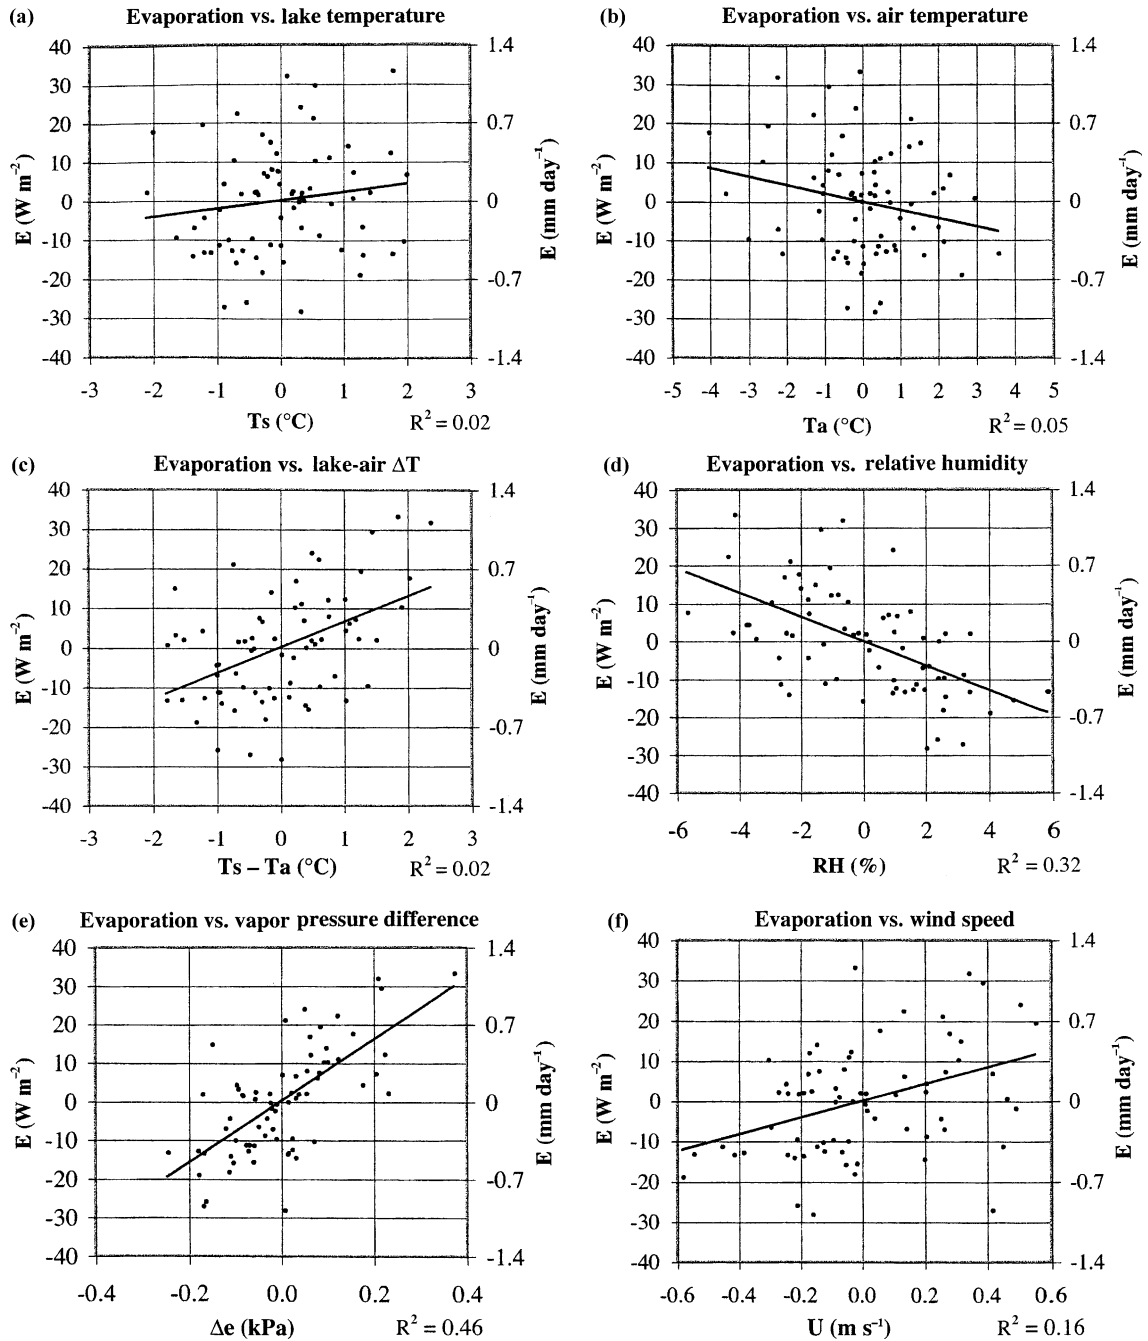 (a) Evaporation vs. lake temperature
40 1.4
30
20 0.7
10
0 0
-10
-20 -0.7
-30
-40 -1.4
E (W m⁻²)
E (mm day⁻¹)
-3 -2 -1 0 1 2 3
Ts (°C) R² = 0.02
(b) Evaporation vs. air temperature
40 1.4
30
20 0.7
10
0 0
-10
-20 -0.7
-30
-40 -1.4
E (W m⁻²)
E (mm day⁻¹)
-5 -4 -3 -2 -1 0 1 2 3 4 5
Ta (°C) R² = 0.05
(c) Evaporation vs. lake-air ΔT
40 1.4
30
20 0.7
10
0 0
-10
-20 -0.7
-30
-40 -1.4
E (W m⁻²)
E (mm day⁻¹)
-3 -2 -1 0 1 2 3
Ts – Ta (°C) R² = 0.02
(d) Evaporation vs. relative humidity
40 1.4
30
20 0.7
10
0 0
-10
-20 -0.7
-30
-40 -1.4
E (W m⁻²)
E (mm day⁻¹)
-6 -4 -2 0 2 4 6
RH (%) R² = 0.32
(e) Evaporation vs. vapor pressure difference
40 1.4
30
20 0.7
10
0 0
-10
-20 -0.7
-30
-40 -1.4
E (W m⁻²)
E (mm day⁻¹)
-0.4 -0.2 0.0 0.2 0.4
Δe (kPa) R² = 0.46
(f) Evaporation vs. wind speed
40 1.4
30
20 0.7
10
0 0
-10
-20 -0.7
-30
-40 -1.4
E (W m⁻²)
E (mm day⁻¹)
-0.6 -0.4 -0.2 0.0 0.2 0.4 0.6
U (m s⁻¹) R² = 0.16